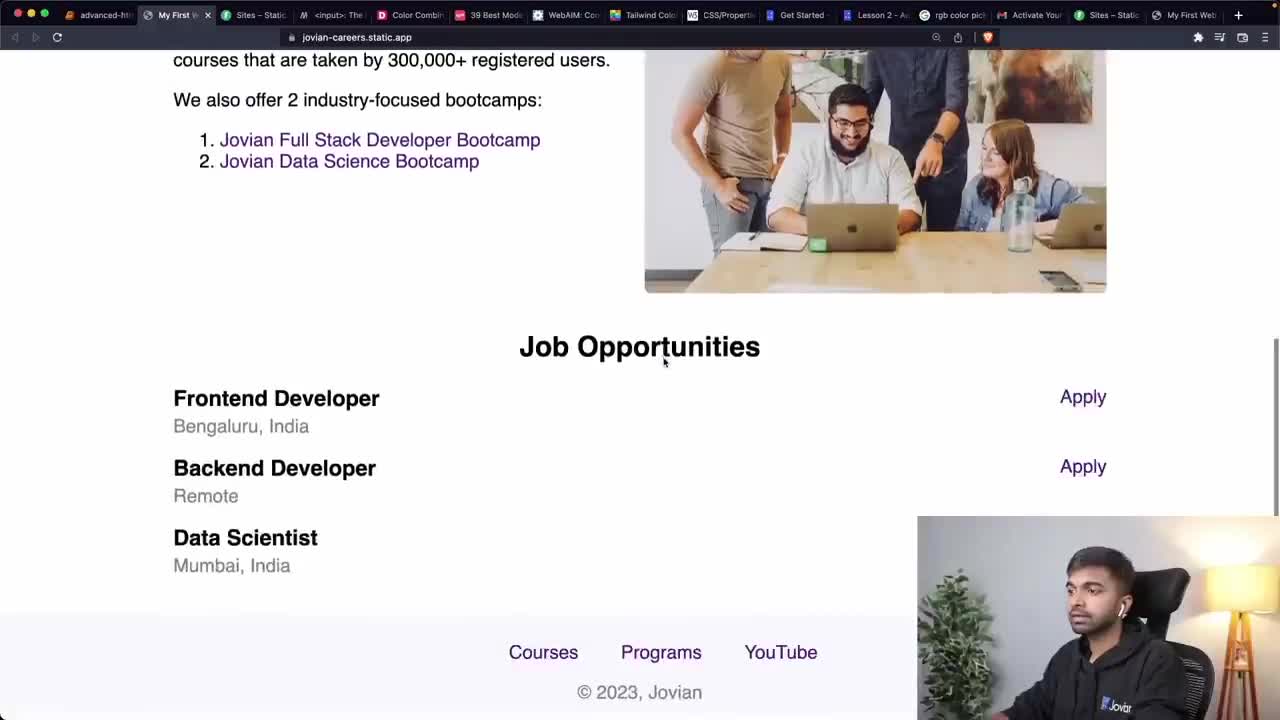 advanced-ht
My First W
Sites – Static.
<input>: The I
Color Combin
39 Best Mode
WebAIM: Con
Tailwind Colo
CSS/Properti
Get Started -
Lesson 2 – A
rgb color pick
Activate Your
Sites – Static
My First Web
jovian-careers.static.app
courses that are taken by 300,000+ registered users.
We also offer 2 industry-focused bootcamps:
1. Jovian Full Stack Developer Bootcamp
2. Jovian Data Science Bootcamp
Job Opportunities
Frontend Developer
Apply
Bengaluru, India
Backend Developer
Apply
Remote
Data Scientist
Mumbai, India
Courses Programs YouTube
© 2023, Jovian
Jovian